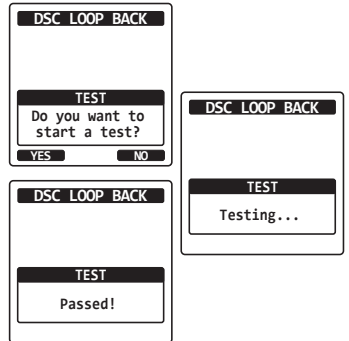 DSC LOOP BACK
TEST
Do you want to
start a test?
YES NO
DSC LOOP BACK
TEST
Testing...
DSC LOOP BACK
TEST
Passed!